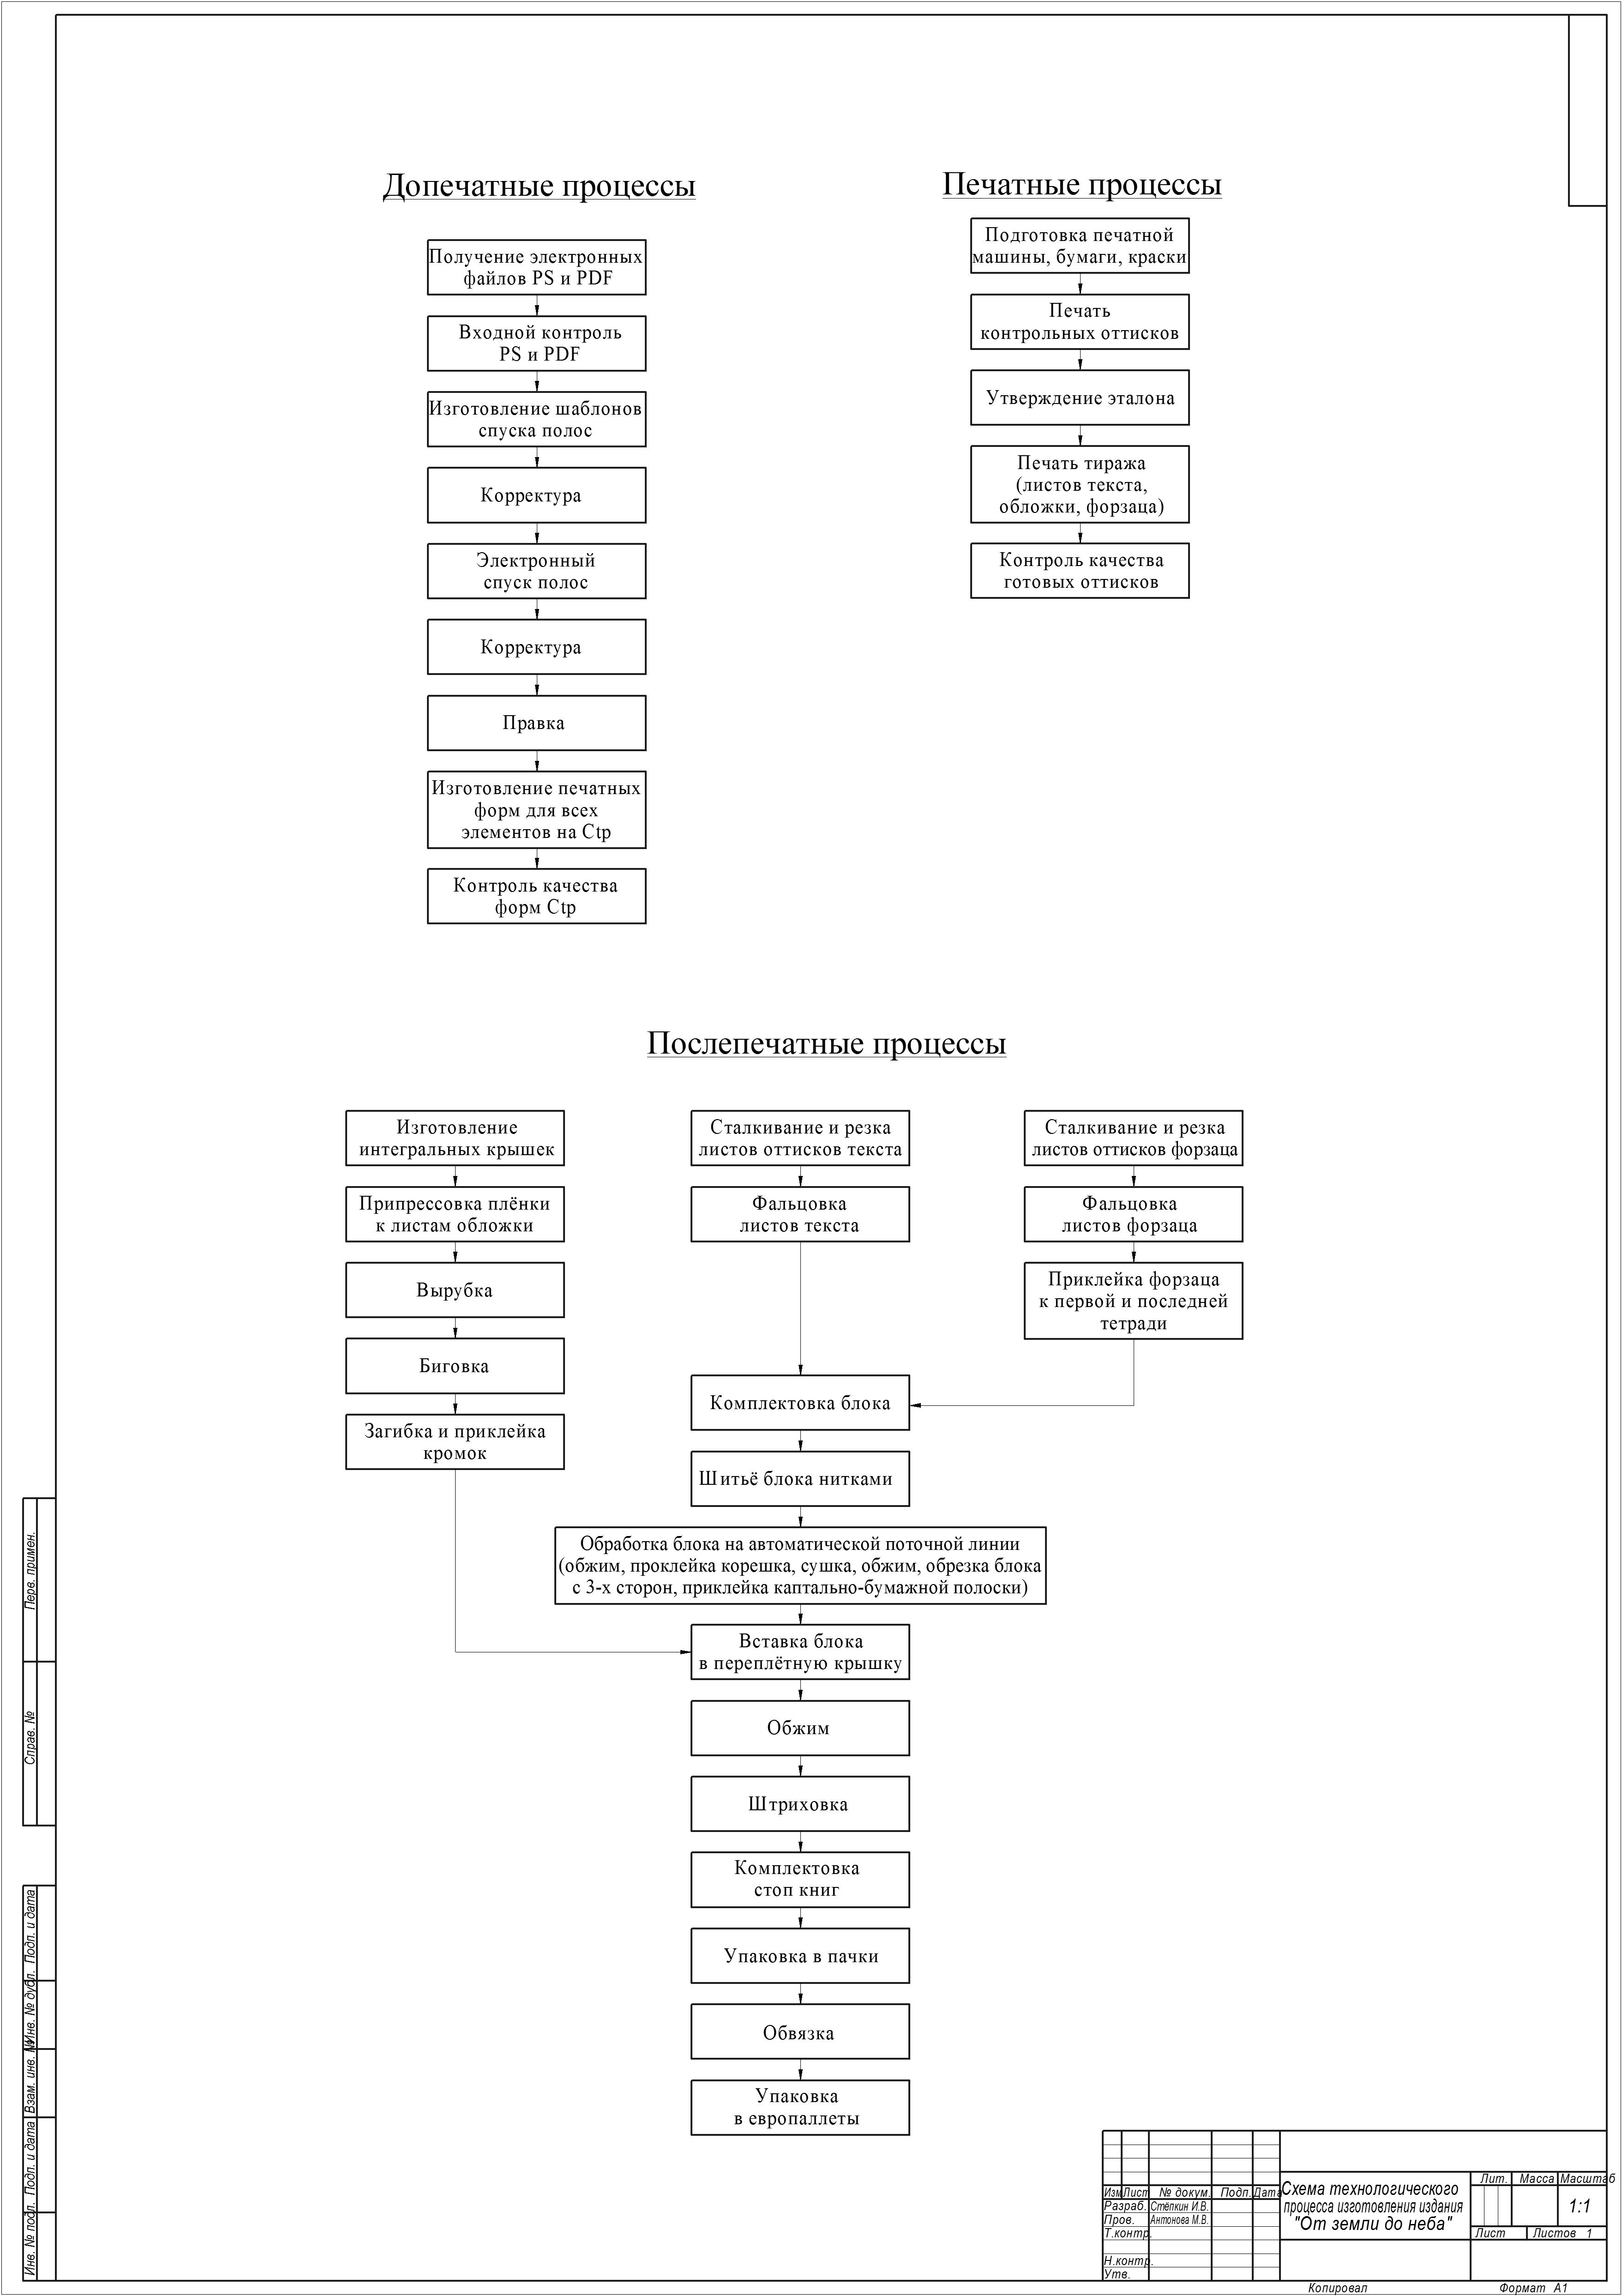 Допечатные процессы
Получение электронных
файлов PS и PDF
Входной контроль
PS и PDF
Изготовление шаблонов
спуска полос
Корректура
Электронный
спуск полос
Корректура
Правка
Изготовление печатных
форм для всех
элементов на Ctp
Контроль качества
форм Ctp
Печатные процессы
Подготовка печатной
машины, бумаги, краски
Печать
контрольных оттисков
Утверждение эталона
Печать тиража
(листов текста,
обложки, форзаца)
Контроль качества
готовых оттисков
Послепечатные процессы
Изготовление
интегральных крышек
Припрессовка плёнки
к листам обложки
Вырубка
Биговка
Загибка и приклейка
кромок
Сталкивание и резка
листов оттисков текста
Фальцовка
листов текста
Сталкивание и резка
листов оттисков форзаца
Фальцовка
листов форзаца
Приклейка форзаца
к первой и последней
тетради
Комплектовка блока
Шитьё блока нитками
Обработка блока на автоматической поточной линии
(обжим, проклейка корешка, сушка, обжим, обрезка блока
с 3-х сторон, приклейка каптально-бумажной полоски)
Вставка блока
в переплётную крышку
Обжим
Штриховка
Комплектовка
стоп книг
Упаковка в пачки
Обвязка
Упаковка
в европаллеты
Перв. примен.
Справ. №
Подп. и дата
Инв. № дубл.
Взам. инв. №
Подп. и дата
Инв. № подл.
Изм Лист № докум. Подп. Дата
Разраб. Стёпкин И.В.
Пров. Антонова М.В.
Т.контр.
Н.контр.
Утв.
Схема технологического
процесса изготовления издания
"От земли до неба"
Лит. Масса Масштаб
1:1
Лист Листов 1
Копировал Формат А1